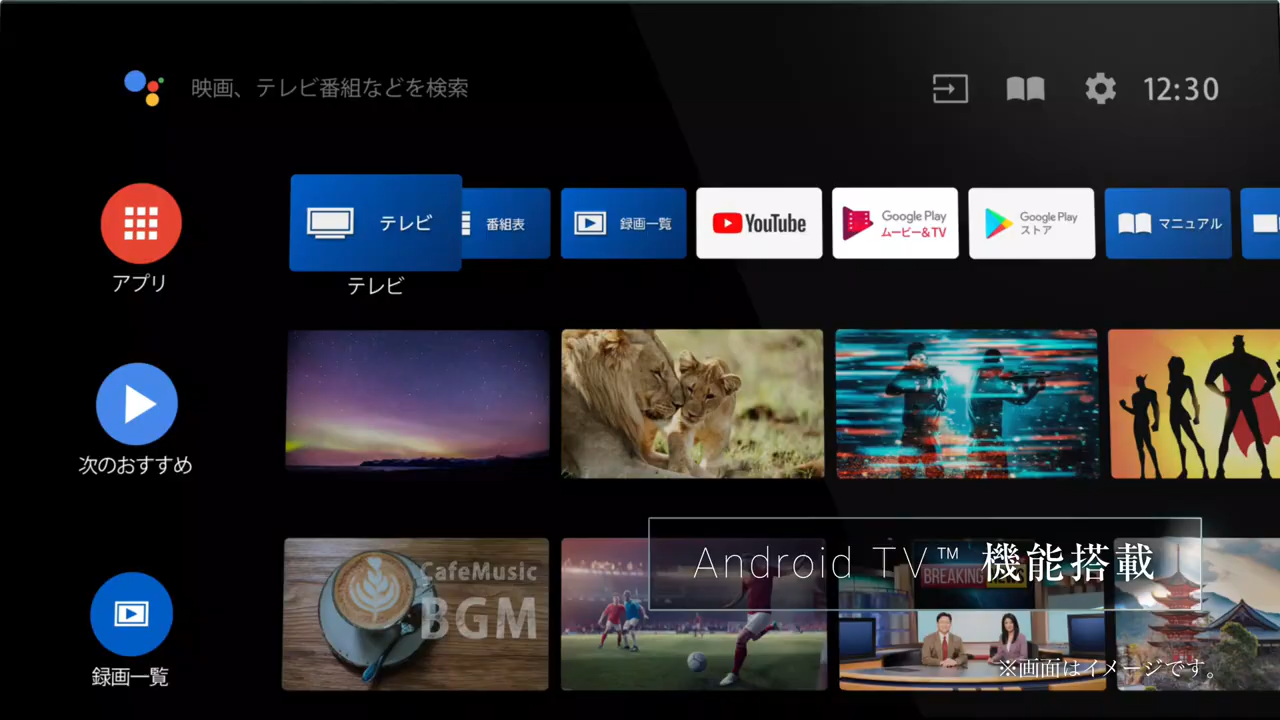 映画、テレビ番組などを検索
12:30
テレビ
番組表
録画一覧
YouTube
Google Play
ムービー&TV
Google Play
ストア
マニュアル
アプリ
テレビ
次のおすすめ
CafeMusic
BGM
Android TV™ 機能搭載
BREAKING NEWS
録画一覧
※画面はイメージです。